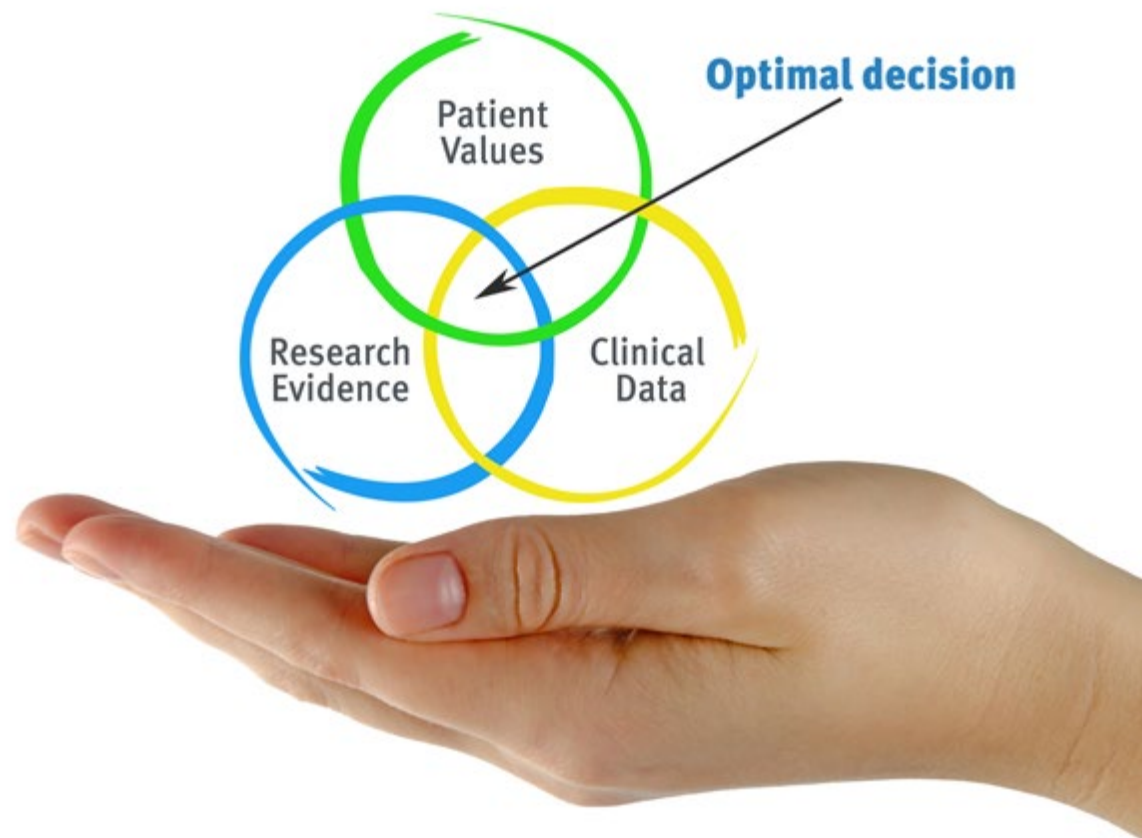 Optimal decision
Patient
Values
Research
Evidence
Clinical
Data